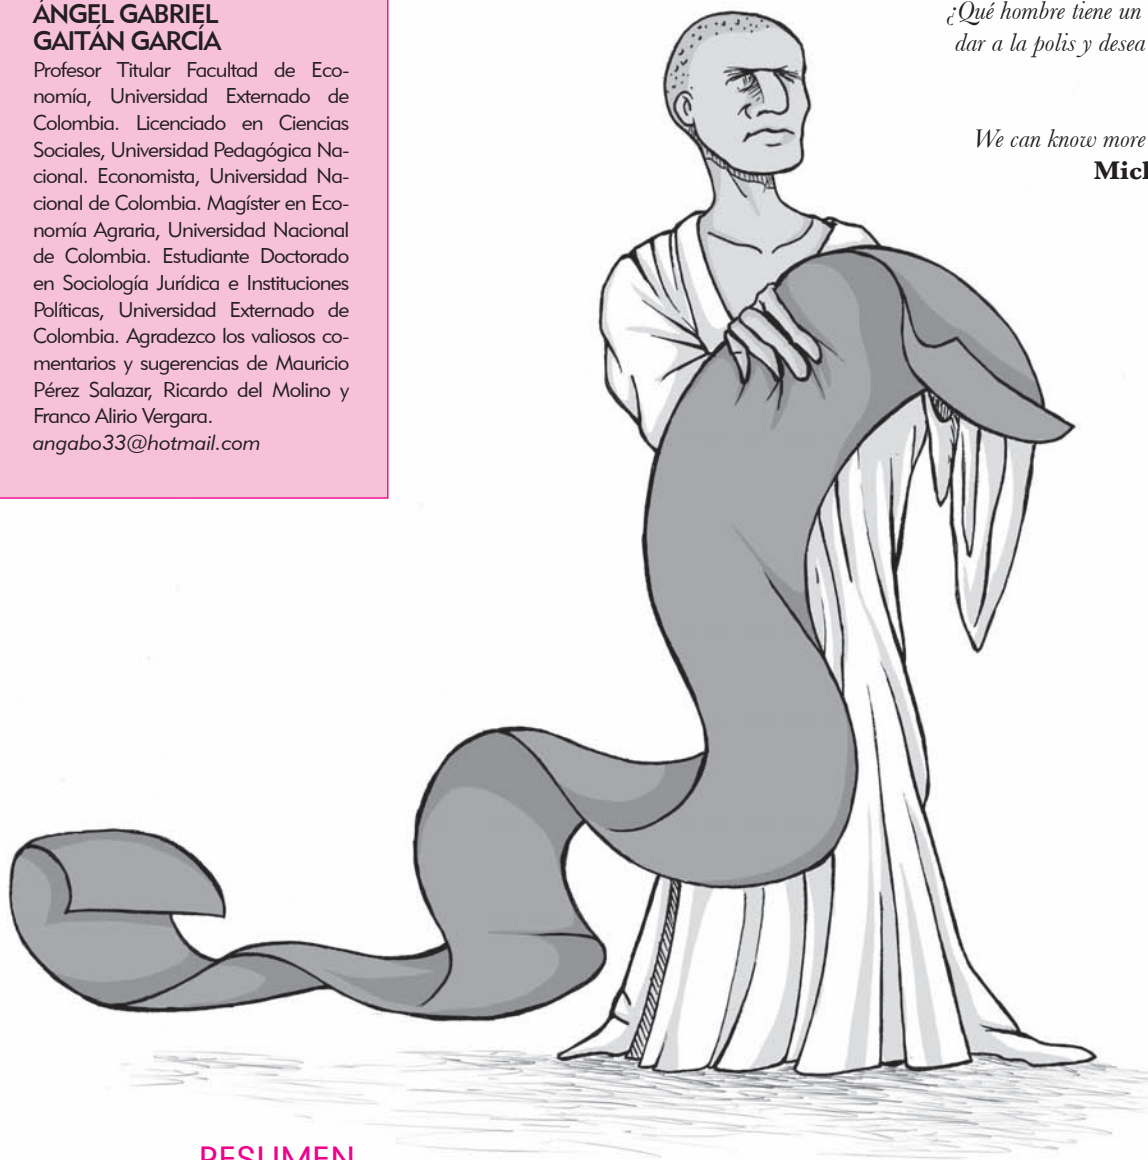 ÁNGEL GABRIEL
GAITÁN GARCÍA
Profesor Titular Facultad de Eco-
nomía, Universidad Externado de
Colombia. Licenciado en Ciencias
Sociales, Universidad Pedagógica Na-
cional. Economista, Universidad Na-
cional de Colombia. Magíster en Eco-
nomía Agraria, Universidad Nacional
de Colombia. Estudiante Doctorado
en Sociología Jurídica e Instituciones
Políticas, Universidad Externado de
Colombia. Agradezco los valiosos co-
mentarios y sugerencias de Mauricio
Pérez Salazar, Ricardo del Molino y
Franco Alirio Vergara.
angabo33@hotmail.com
¿Qué hombre tiene un
dar a la polis y desea
We can know more
RESUMEN